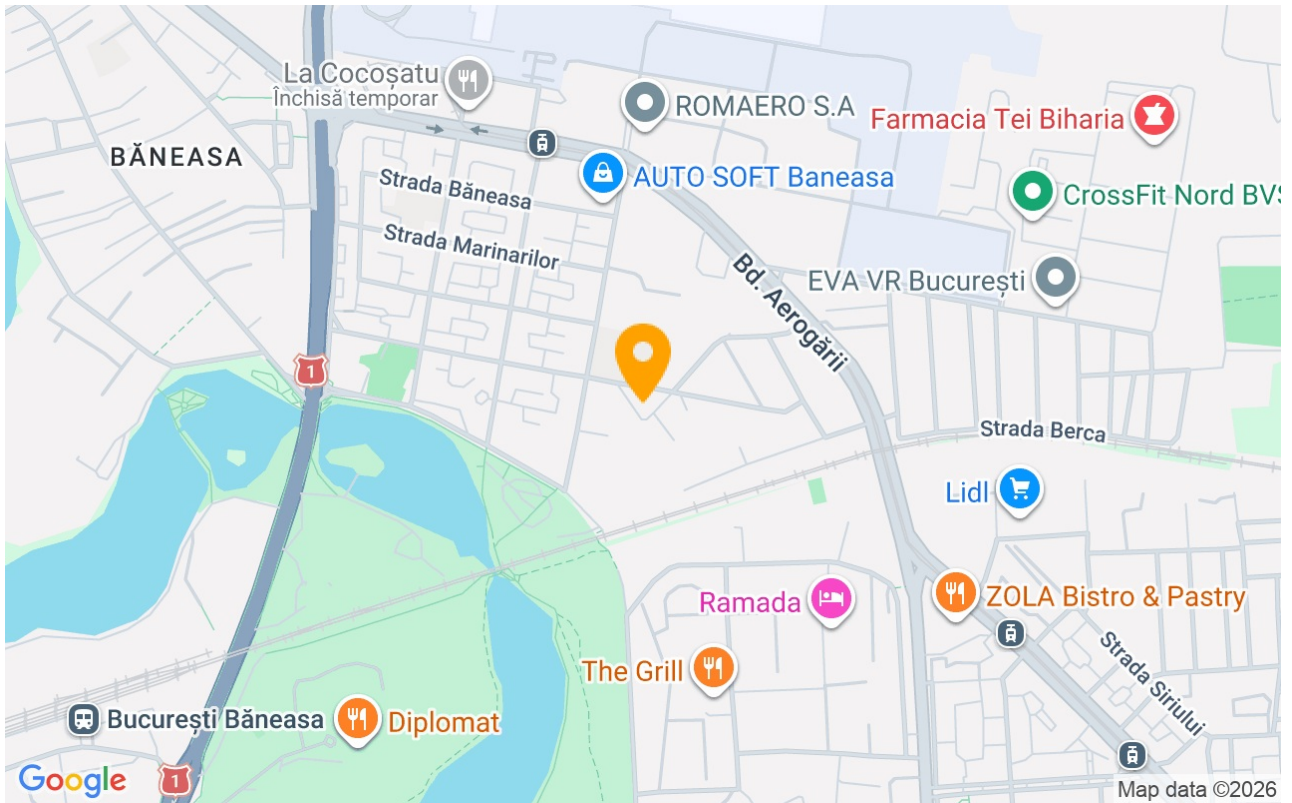 La Cocoșatu
Închisă temporar
ROMAERO S.A
Farmacia Tei Biharia
BĂNEASA
Strada Băneasa
AUTO SOFT Baneasa
CrossFit Nord BVS
Strada Marinarilor
Bd. Aerogării
EVA VR București
1
Strada Berca
Lidl
Ramada
ZOLA Bistro & Pastry
The Grill
Strada Siriului
București Băneasa
Diplomat
Google
1
Map data ©2026